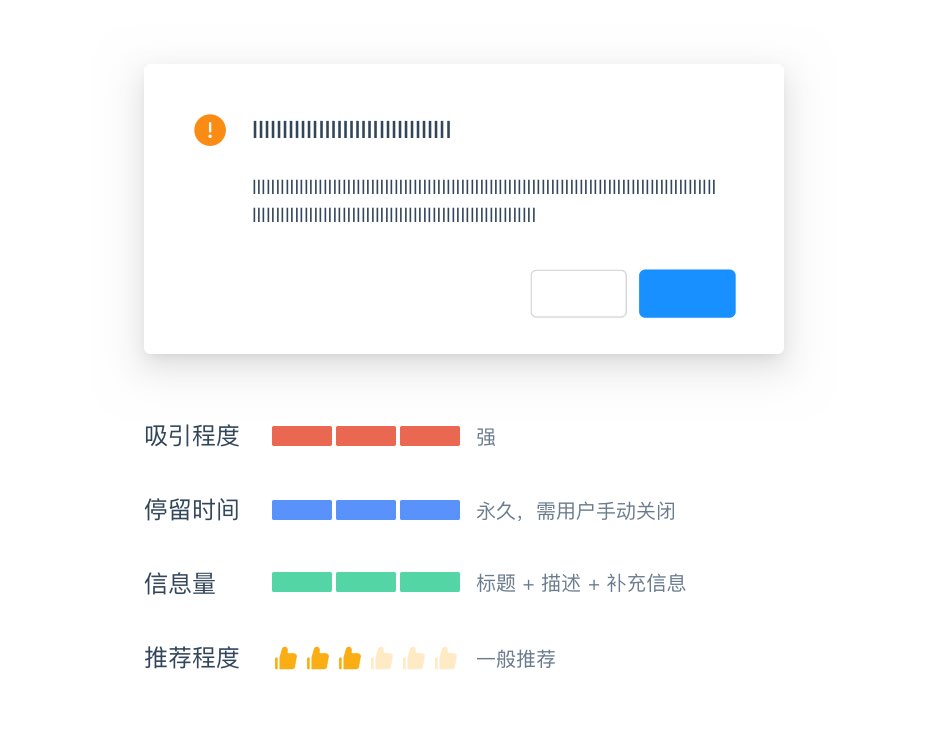 !
吸引程度 强
停留时间 永久，需用户手动关闭
信息量 标题 + 描述 + 补充信息
推荐程度 一般推荐